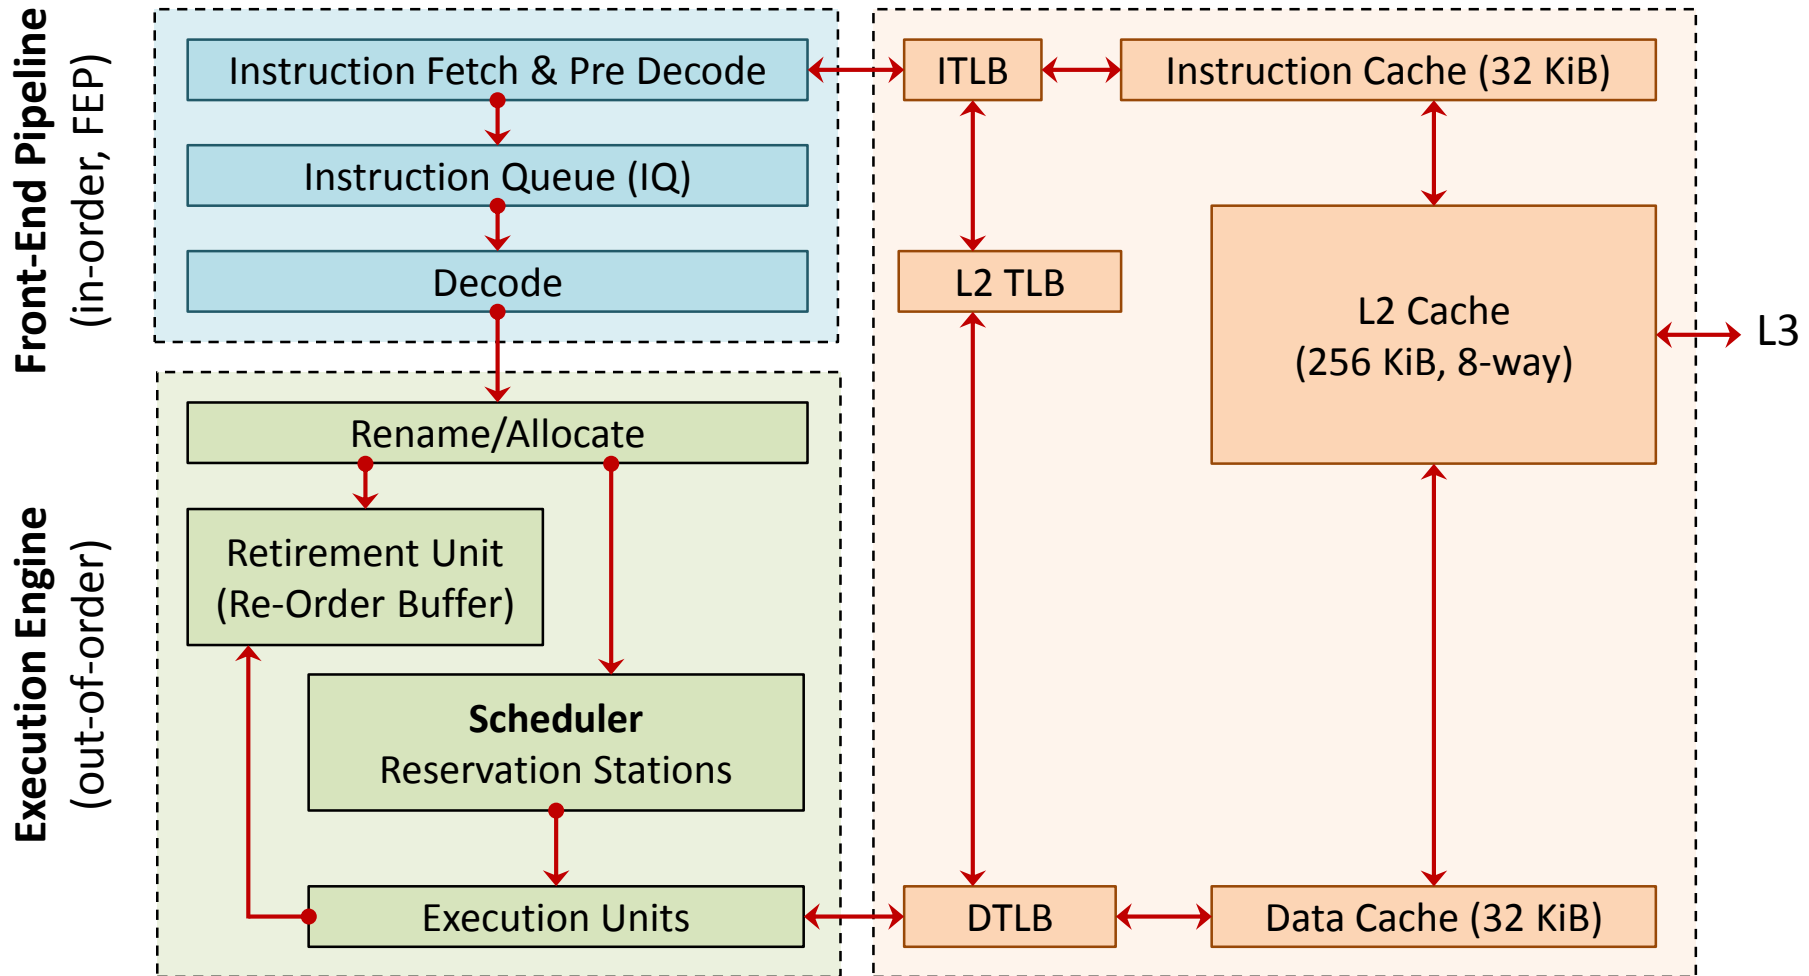 Front-End Pipeline
(in-order, FEP)
Instruction Fetch & Pre Decode
Instruction Queue (IQ)
Decode
Execution Engine
(out-of-order)
Rename/Allocate
Retirement Unit
(Re-Order Buffer)
Scheduler
Reservation Stations
Execution Units
ITLB
Instruction Cache (32 KiB)
L2 TLB
L2 Cache
(256 KiB, 8-way)
L3
DTLB
Data Cache (32 KiB)